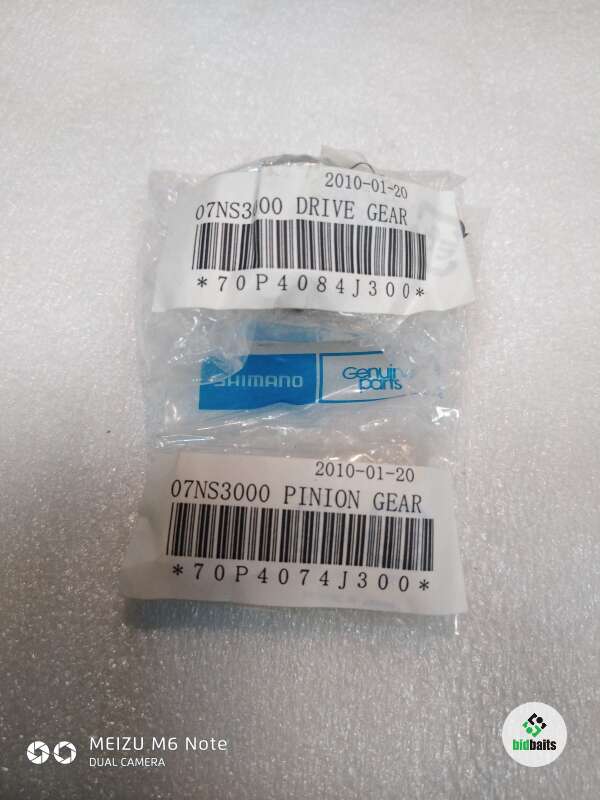 2010-01-20
07NS3000 DRIVE GEAR
*70P4084J300*
SHIMANO
Genuin
parts
2010-01-20
07NS3000 PINION GEAR
*70P4074J300*
MEIZU M6 Note
DUAL CAMERA
bidbaits